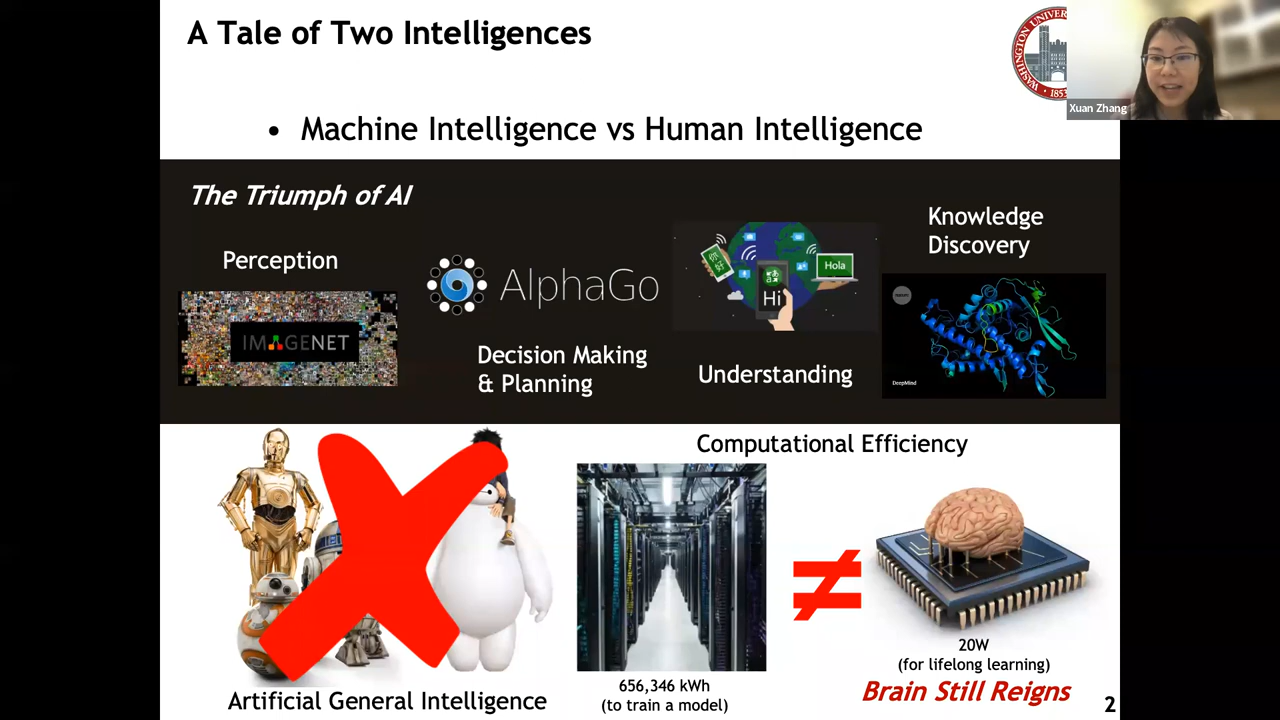 A Tale of Two Intelligences
Xuan Zhang
• Machine Intelligence vs Human Intelligence
The Triumph of AI
Perception
IMAGENET
AlphaGo
Decision Making
& Planning
你
好
Hola
Hi
Understanding
Knowledge
Discovery
DeepMind
Artificial General Intelligence
Computational Efficiency
656,346 kWh
(to train a model)
≠
20W
(for lifelong learning)
Brain Still Reigns
2